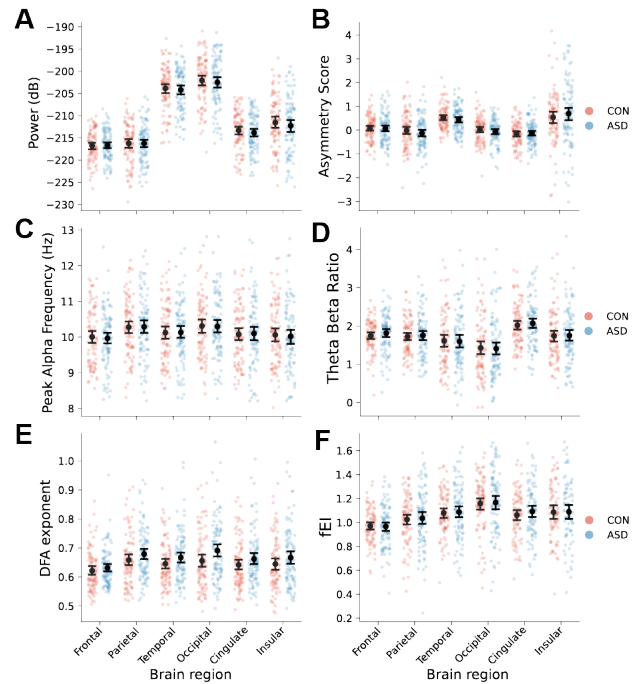 A
Power (dB)
−190
−195
−200
−205
−210
−215
−220
−225
−230
B
Asymmetry Score
4
3
2
1
0
−1
−2
−3
CON
ASD
C
Peak Alpha Frequency (Hz)
13
12
11
10
9
8
D
Theta Beta Ratio
4
3
2
1
0
CON
ASD
E
DFA exponent
1.0
0.9
0.8
0.7
0.6
0.5
Frontal
Parietal
Temporal
Occipital
Cingulate
Insular
Brain region
F
fEI
1.6
1.4
1.2
1.0
0.8
0.6
0.4
0.2
Frontal
Parietal
Temporal
Occipital
Cingulate
Insular
Brain region
CON
ASD